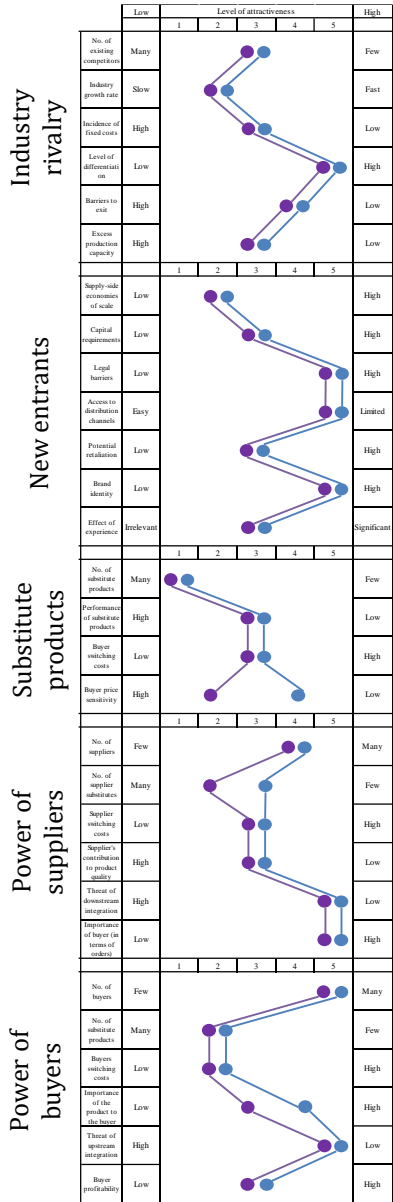 Low Level of attractiveness High
1 2 3 4 5
Industry
rivalry
No. of
existing
competitors
Many Few
Industry
growth rate
Slow Fast
Incidence of
fixed costs
High Low
Level of
differentiati
on
Low High
Barriers to
exit
High Low
Excess
production
capacity
High Low
1 2 3 4 5
New entrants
Supply-side
economies
of scale
Low High
Capital
requirements
Low High
Legal
barriers
Low High
Access to
distribution
channels
Easy Limited
Potential
retaliation
Low High
Brand
identity
Low High
Effect of
experience
Irrelevant Significant
1 2 3 4 5
Substitute
products
No. of
substitute
products
Many Few
Performance
of substitute
products
High Low
Buyer
switching
costs
Low High
Buyer price
sensitivity
High Low
1 2 3 4 5
Power of
suppliers
No. of
suppliers
Few Many
No. of
supplier
substitutes
Many Few
Supplier
switching
costs
Low High
Supplier's
contribution
to product
quality
High Low
Threat of
downstream
integration
High Low
Importance
of buyer (in
terms of
orders)
Low High
1 2 3 4 5
Power of
buyers
No. of
buyers
Few Many
No. of
substitute
products
Many Few
Buyers
switching
costs
Low High
Importance
of the
product to
the buyer
Low High
Threat of
upstream
integration
High Low
Buyer
profitability
Low High